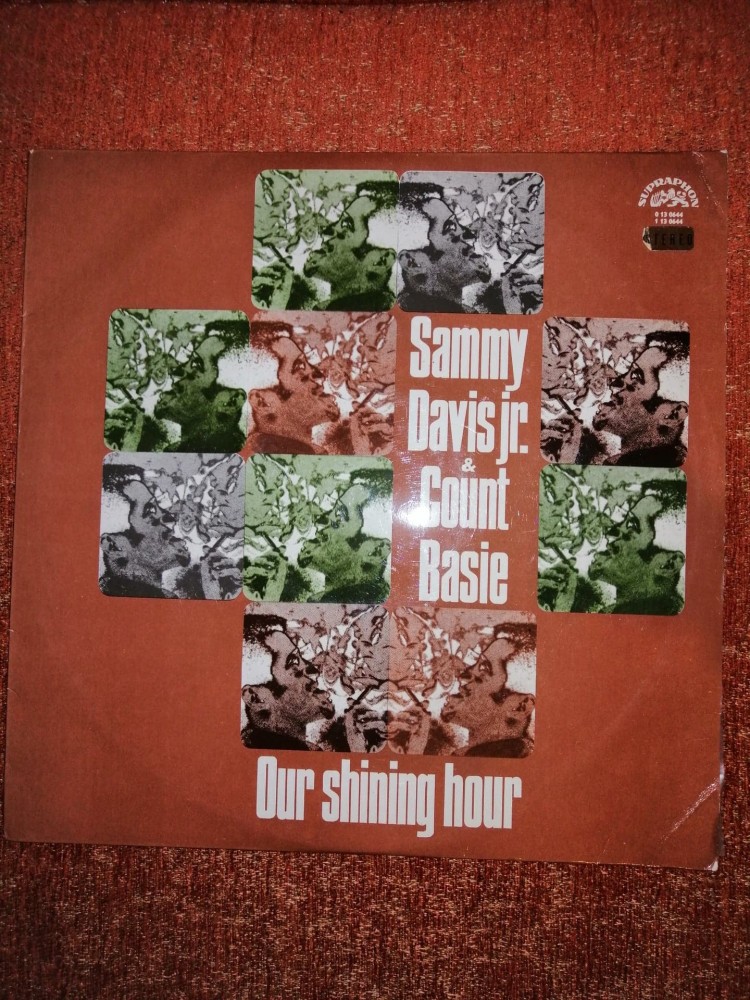 SUPRAPHON
0 13 0644
1 13 0644
STEREO
Sammy
Davis jr.
&
Count
Basie
Our shining hour